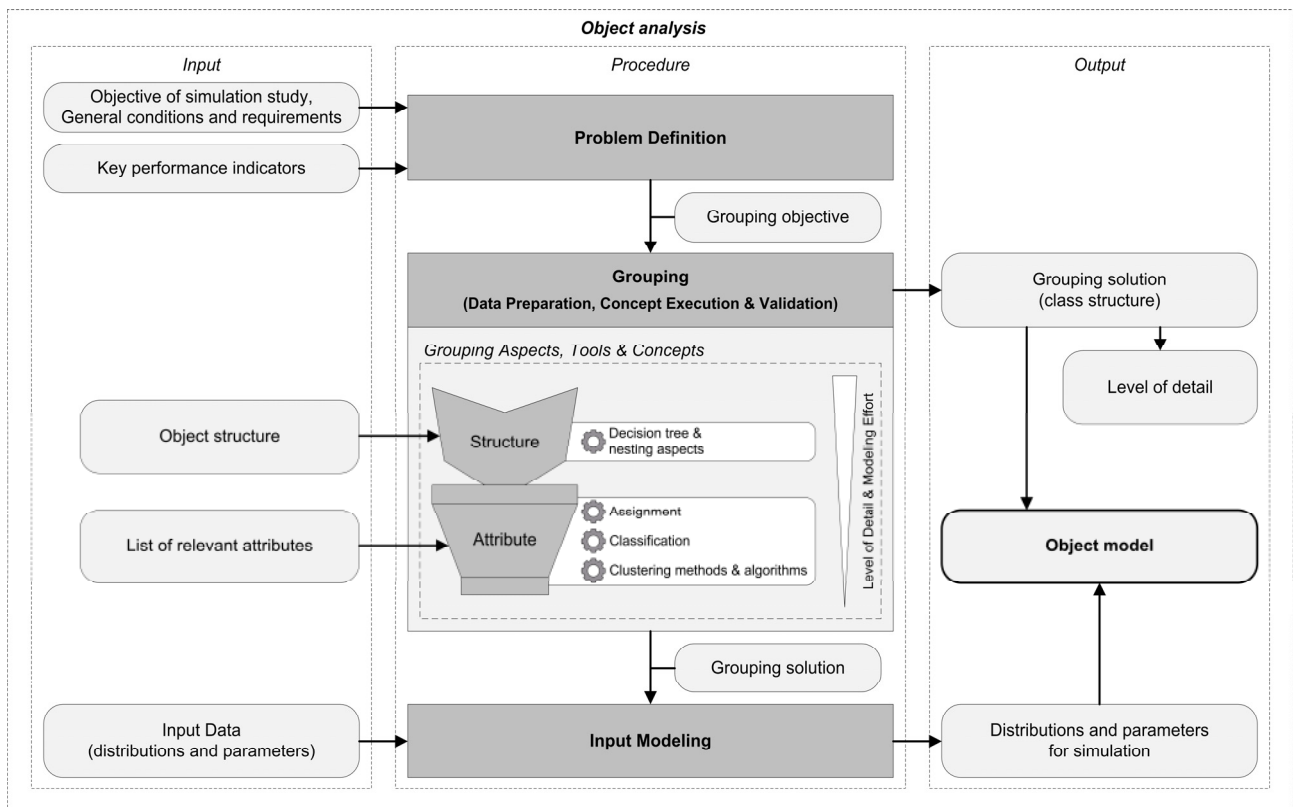 Object analysis
Input
Procedure
Output
Objective of simulation study,
General conditions and requirements
Key performance indicators
Problem Definition
Grouping objective
Grouping
(Data Preparation, Concept Execution & Validation)
Grouping solution
(class structure)
Level of detail
Grouping Aspects, Tools & Concepts
Object structure
Structure
Decision tree &
nesting aspects
List of relevant attributes
Attribute
Assignment
Classification
Clustering methods & algorithms
Level of Detail & Modeling Effort
Object model
Grouping solution
Input Data
(distributions and parameters)
Input Modeling
Distributions and parameters
for simulation